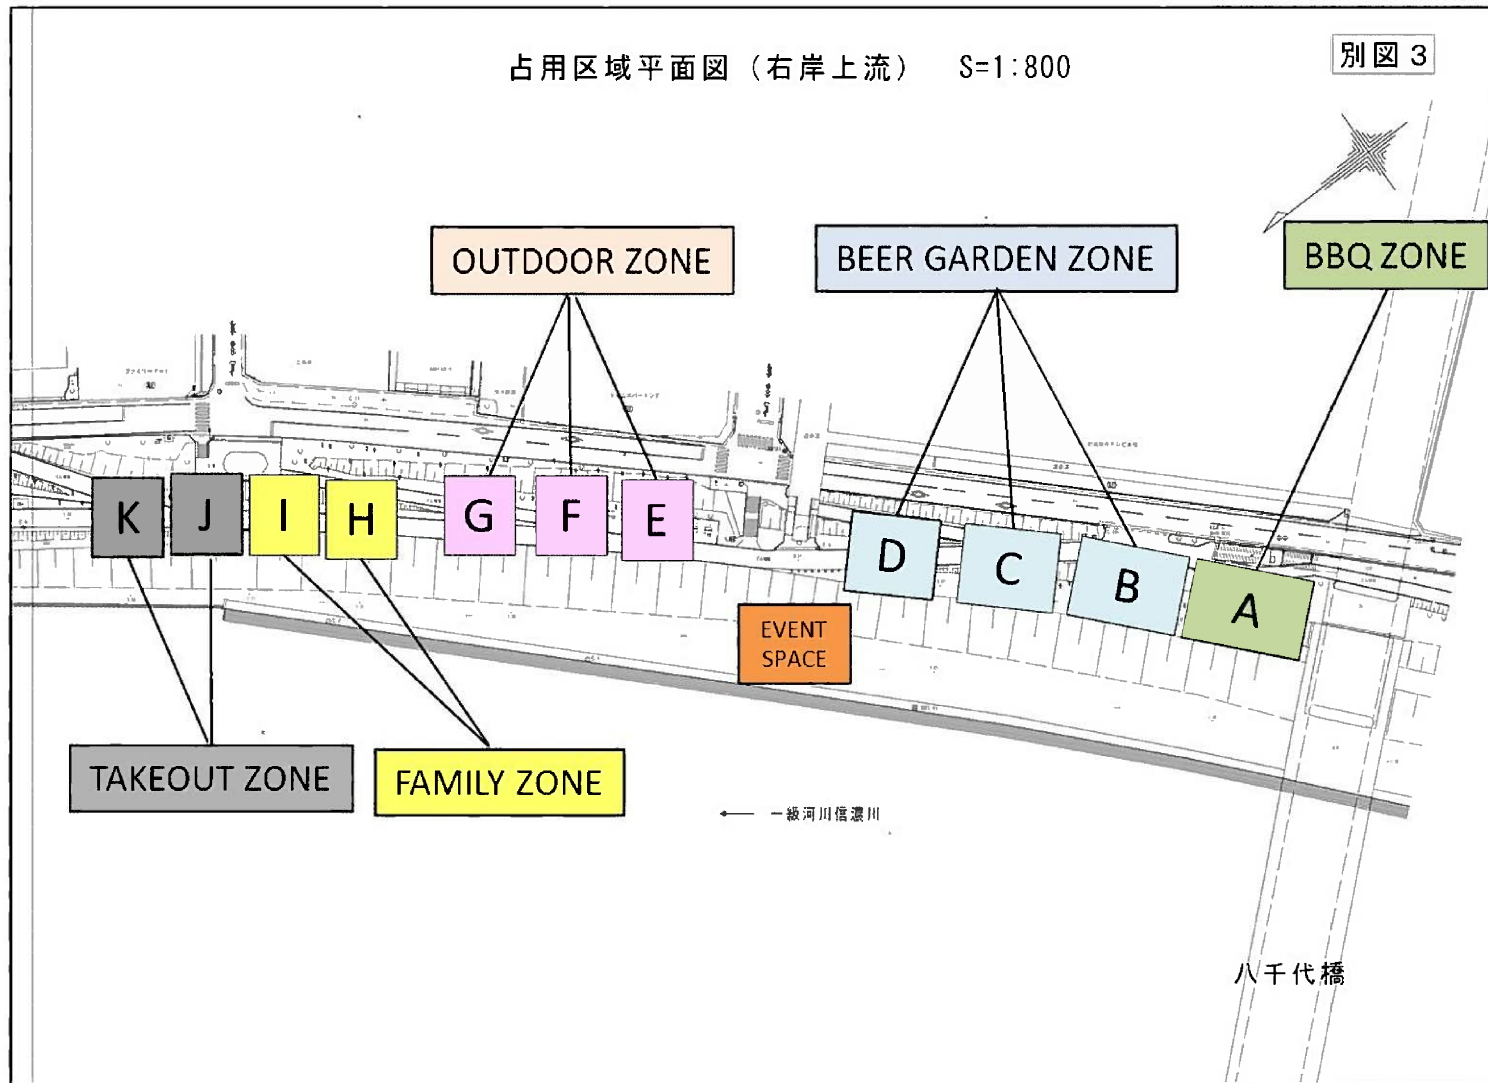 占用区域平面図（右岸上流） S=1:800
別図3
OUTDOOR ZONE
BEER GARDEN ZONE
BBQ ZONE
K
J
I
H
G
F
E
D
C
B
A
EVENT
SPACE
TAKEOUT ZONE
FAMILY ZONE
← 一級河川信濃川
八千代橋